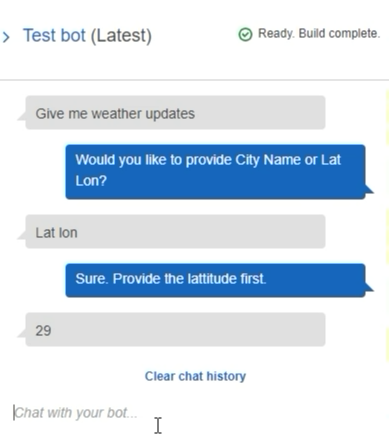 Test bot (Latest)
Ready. Build complete.
Give me weather updates
Would you like to provide City Name or Lat
Lon?
Lat lon
Sure. Provide the lattitude first.
29
Clear chat history
Chat with your bot...